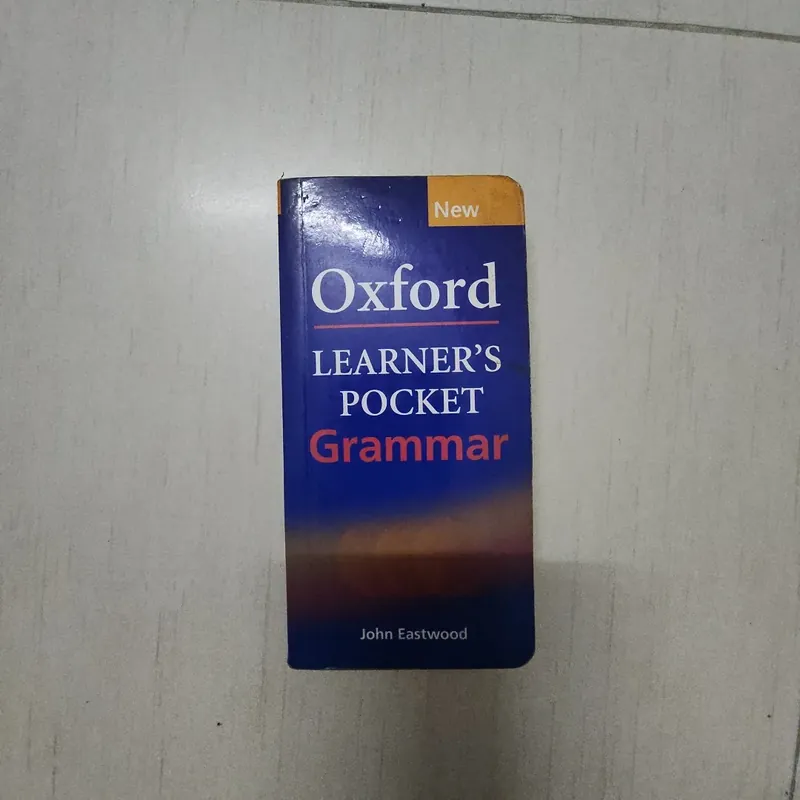 New
Oxford
LEARNER'S
POCKET
Grammar
John Eastwood